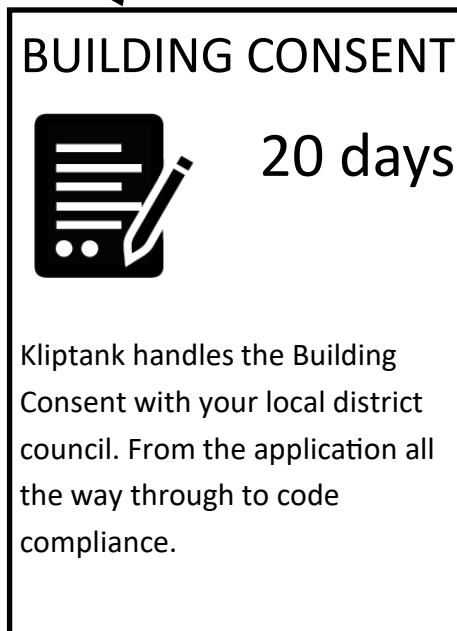 BUILDING CONSENT
20 days
Kliptank handles the Building
Consent with your local district
council. From the application all
the way through to code
compliance.